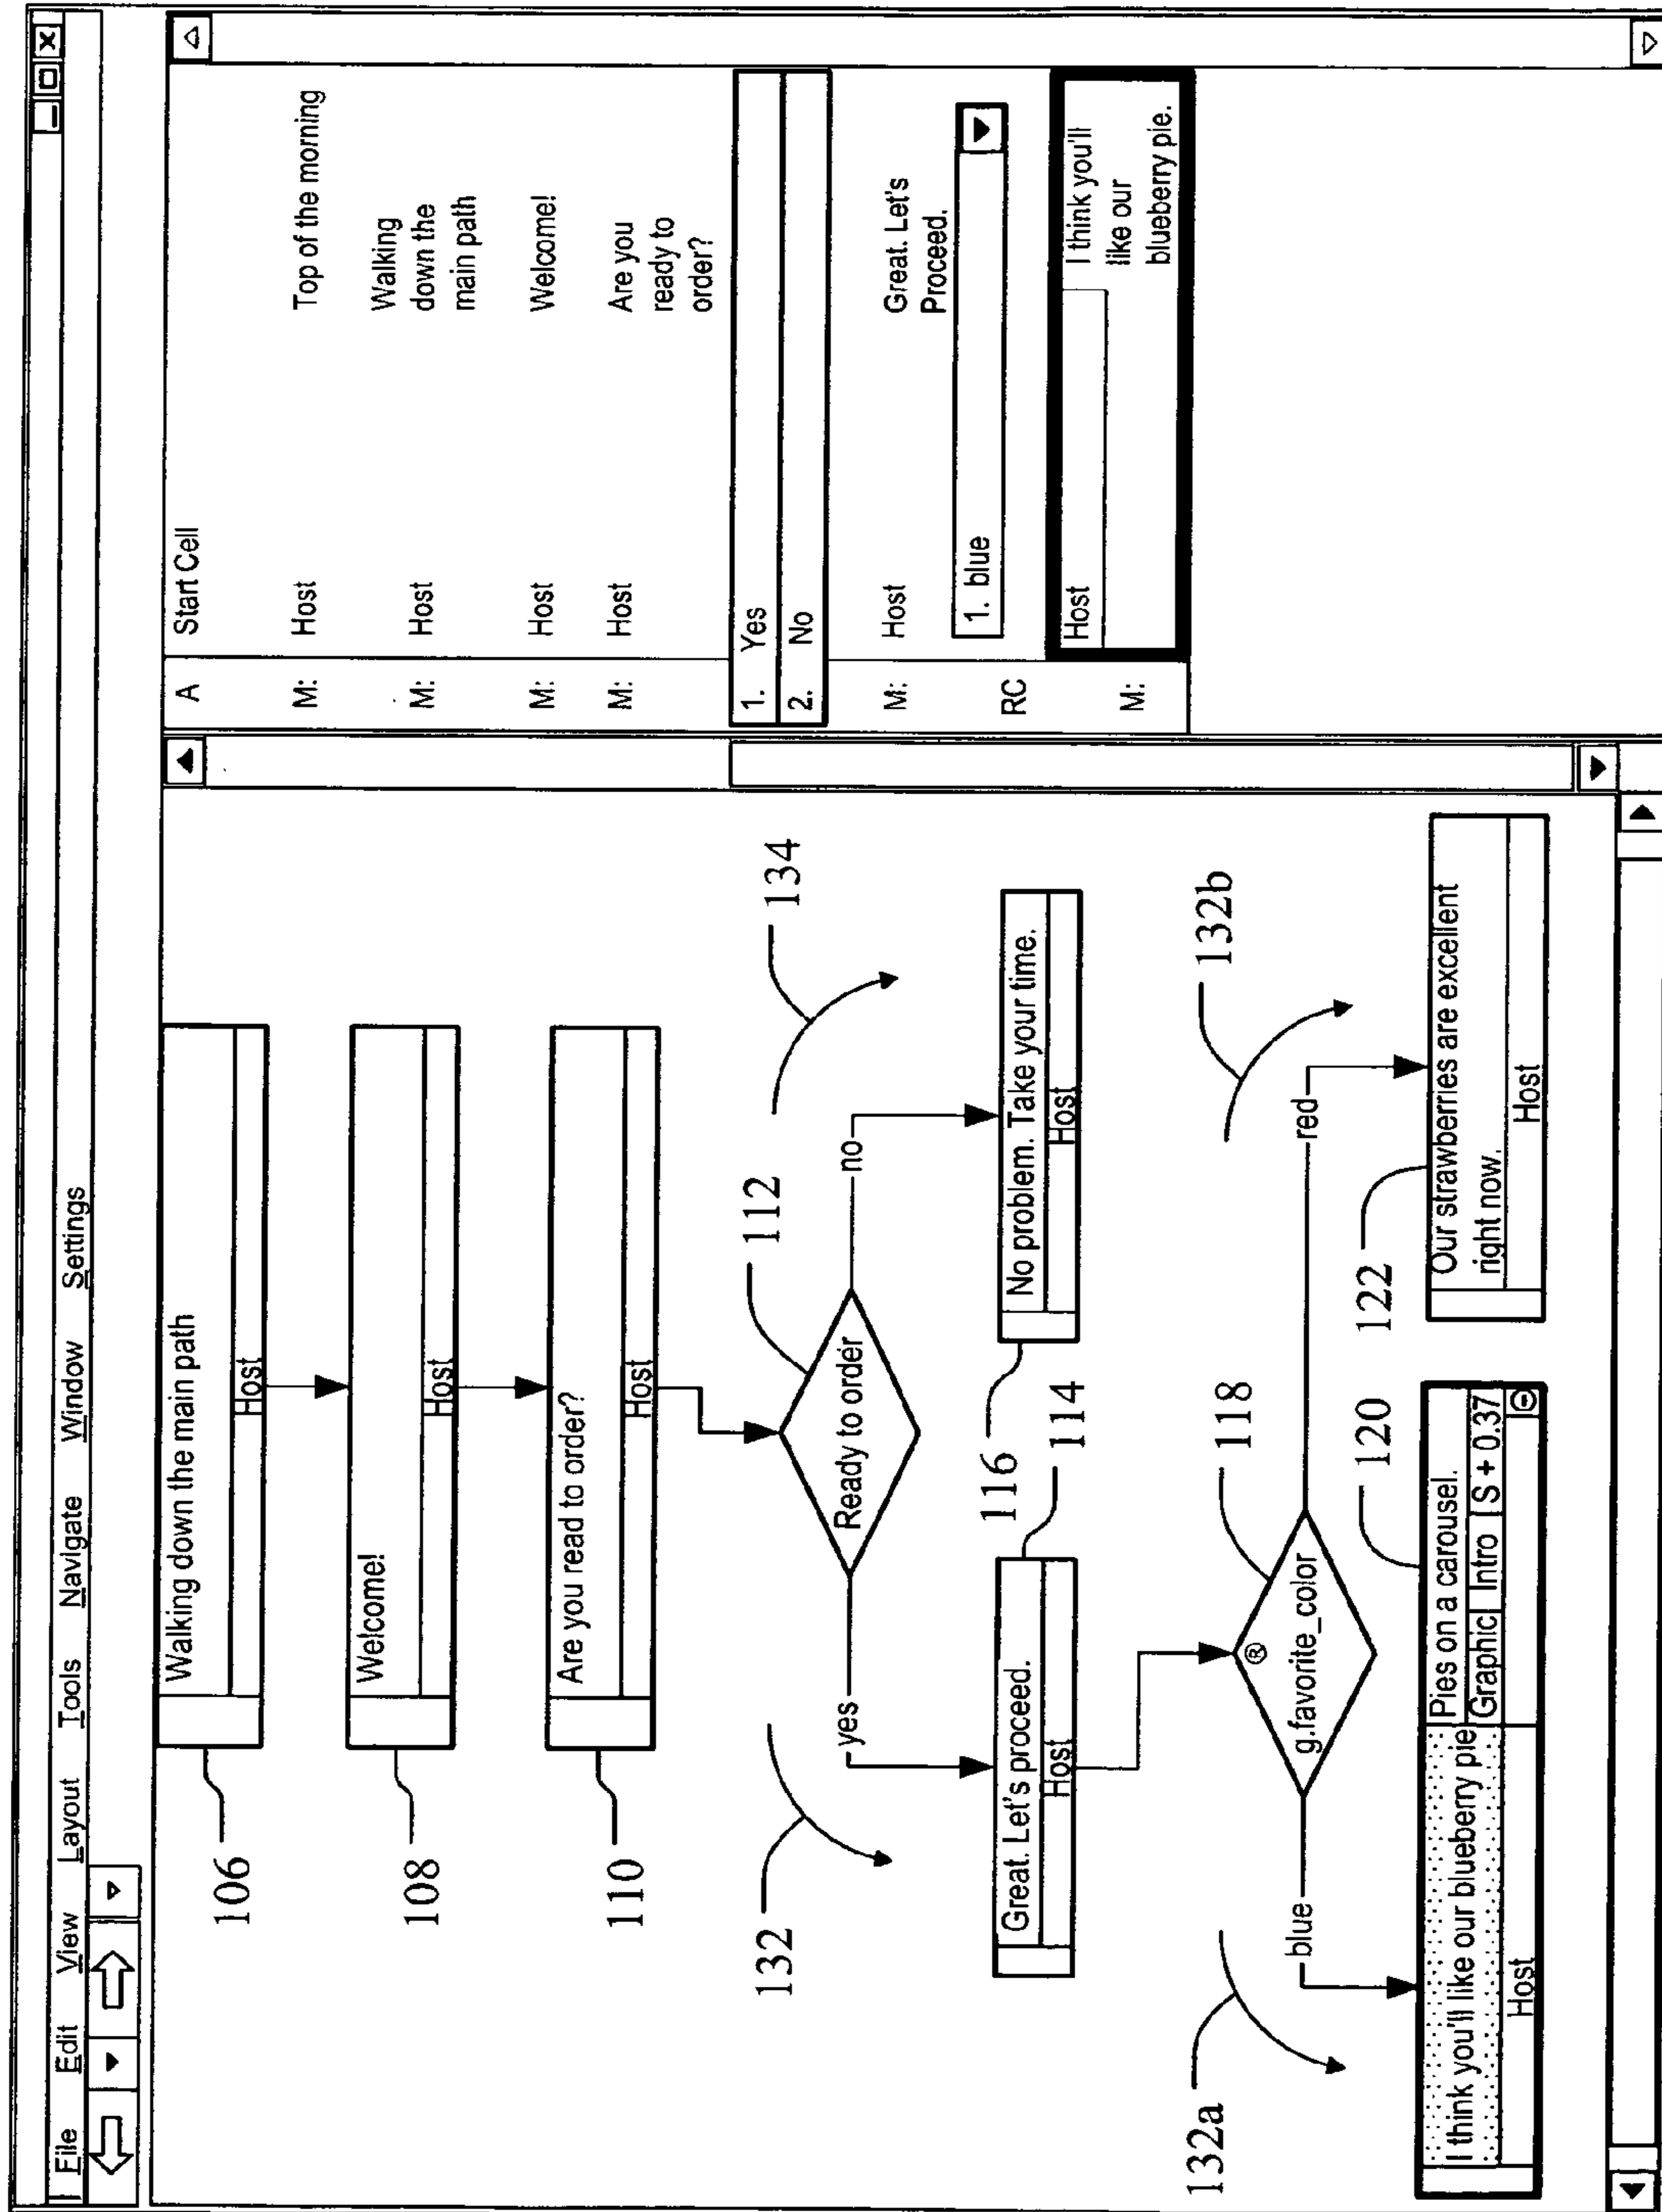 File Edit View Layout Tools Navigate Window Settings
106
Walking down the main path
Host
108
Welcome!
Host
110
Are you read to order?
Host
132
112
134
Ready to order
yes
no
Great. Let's proceed.
Host
116
114
No problem. Take your time.
Host
132a
118
132b
®
g.favorite_color
blue
red
120
122
I think you'll like our blueberry pie
Host
Pies on a carousel.
Graphic Intro S + 0.37
Our strawberries are excellent
right now.
Host
A Start Cell
M: Host Top of the morning
M: Host Walking
down the
main path
M: Host Welcome!
M: Host Are you
ready to
order?
1. Yes
2. No
M: Host Great. Let's
Proceed.
RC 1. blue
M: Host I think you'll
like our
blueberry pie.